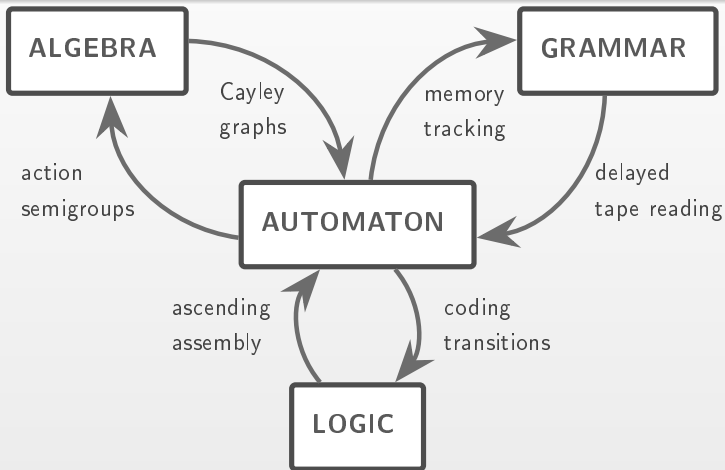 ALGEBRA
GRAMMAR
Cayley
graphs
memory
tracking
action
semigroups
delayed
tape reading
AUTOMATON
ascending
assembly
coding
transitions
LOGIC